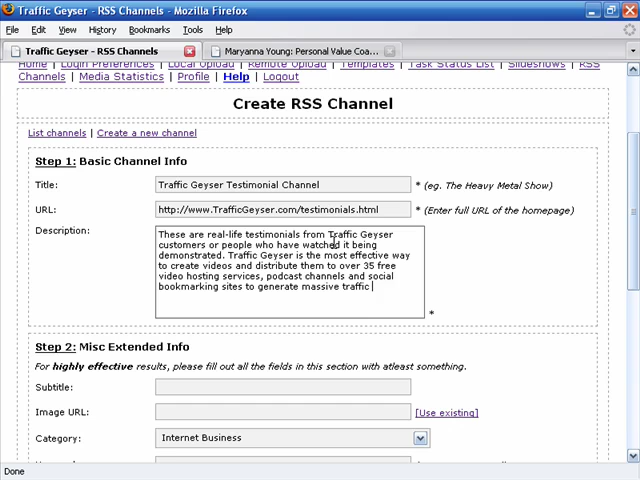 Traffic Geyser - RSS Channels - Mozilla Firefox
File Edit View History Bookmarks Tools Help
Traffic Geyser - RSS Channels Maryanna Young: Personal Value Coa...
Home | Login Preferences | Local Upload | Remote Upload | Templates | Task Status List | Slideshows | RSS
Channels | Media Statistics | Profile | Help | Logout
Create RSS Channel
List channels | Create a new channel
Step 1: Basic Channel Info
Title: Traffic Geyser Testimonial Channel * (eg. The Heavy Metal Show)
URL: http://www.TrafficGeyser.com/testimonials.html * (Enter full URL of the homepage)
Description: These are real-life testimonials from Traffic Geyser
customers or people who have watched it being
demonstrated. Traffic Geyser is the most effective way
to create videos and distribute them to over 35 free
video hosting services, podcast channels and social
bookmarking sites to generate massive traffic
*
Step 2: Misc Extended Info
For highly effective results, please fill out all the fields in this section with atleast something.
Subtitle:
Image URL: [Use existing]
Category: Internet Business
Done